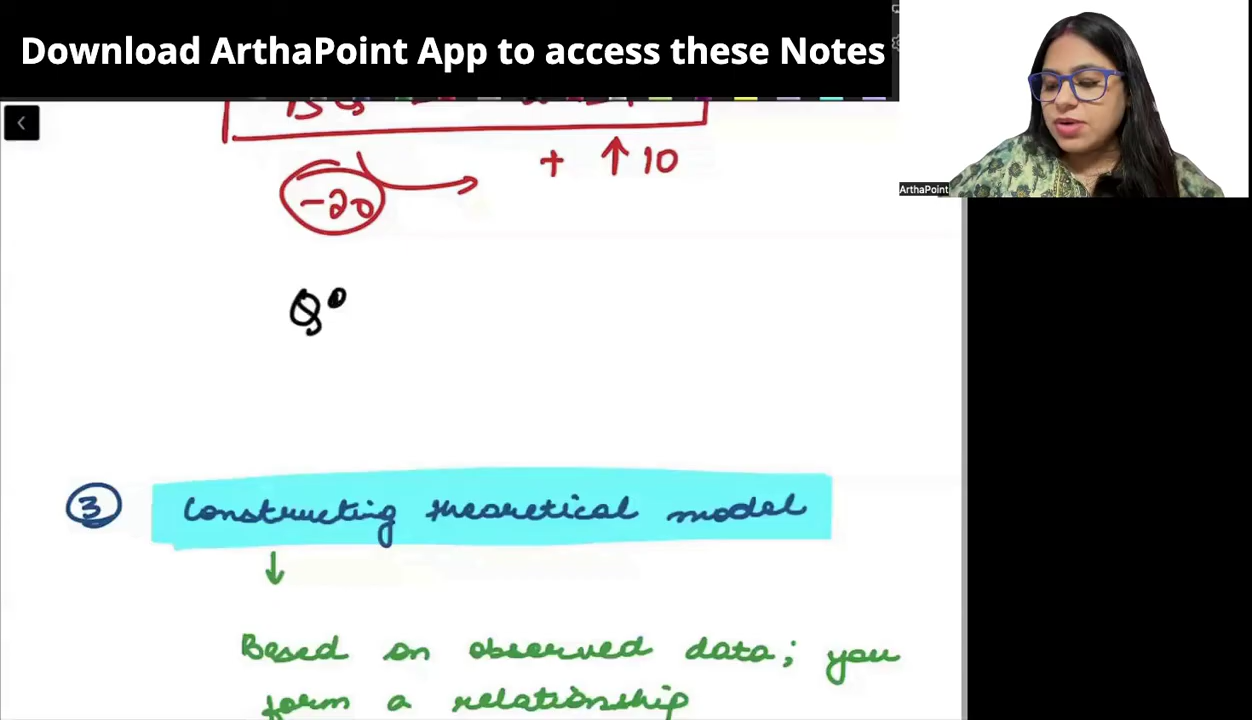 Download ArthaPoint App to access these Notes
+ ↑ 10
-20
ArthaPoint
Q
3 Constructing theoretical model
↓
Based on observed data; you
form a relationship